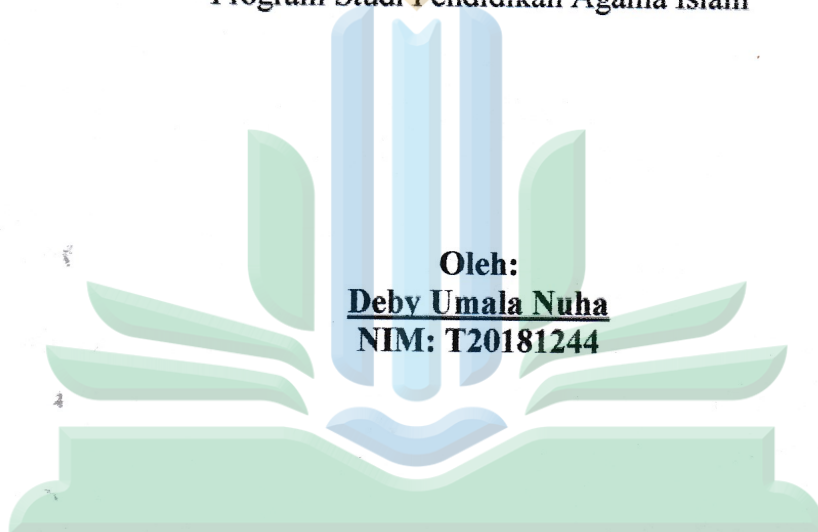 Program Studi Pendidikan Agama Islam
Oleh:
Deby Umala Nuha
NIM: T20181244